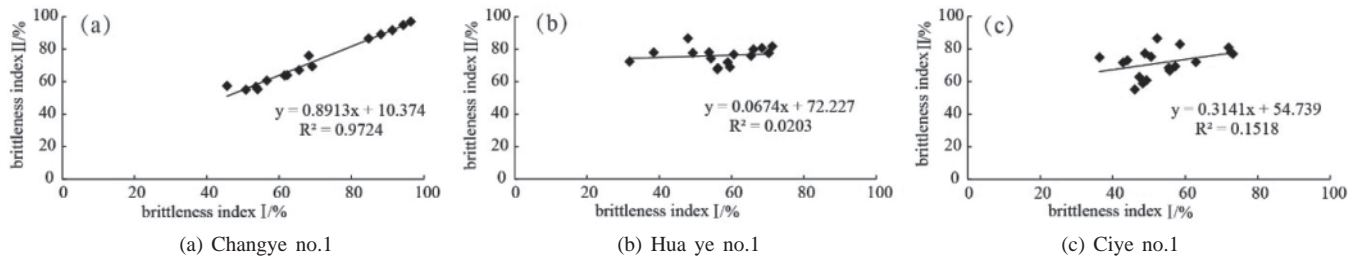 (a)
brittleness index II/%
100
80
60
40
20
0
y = 0.8913x + 10.374
R² = 0.9724
0 20 40 60 80 100
brittleness index I/%
(a) Changye no.1
(b)
brittleness index II/%
100
80
60
40
20
0
y = 0.0674x + 72.227
R² = 0.0203
0 20 40 60 80 100
brittleness index I/%
(b) Hua ye no.1
(c)
brittleness index II/%
100
80
60
40
20
0
y = 0.3141x + 54.739
R² = 0.1518
0 20 40 60 80 100
brittleness index I/%
(c) Ciye no.1